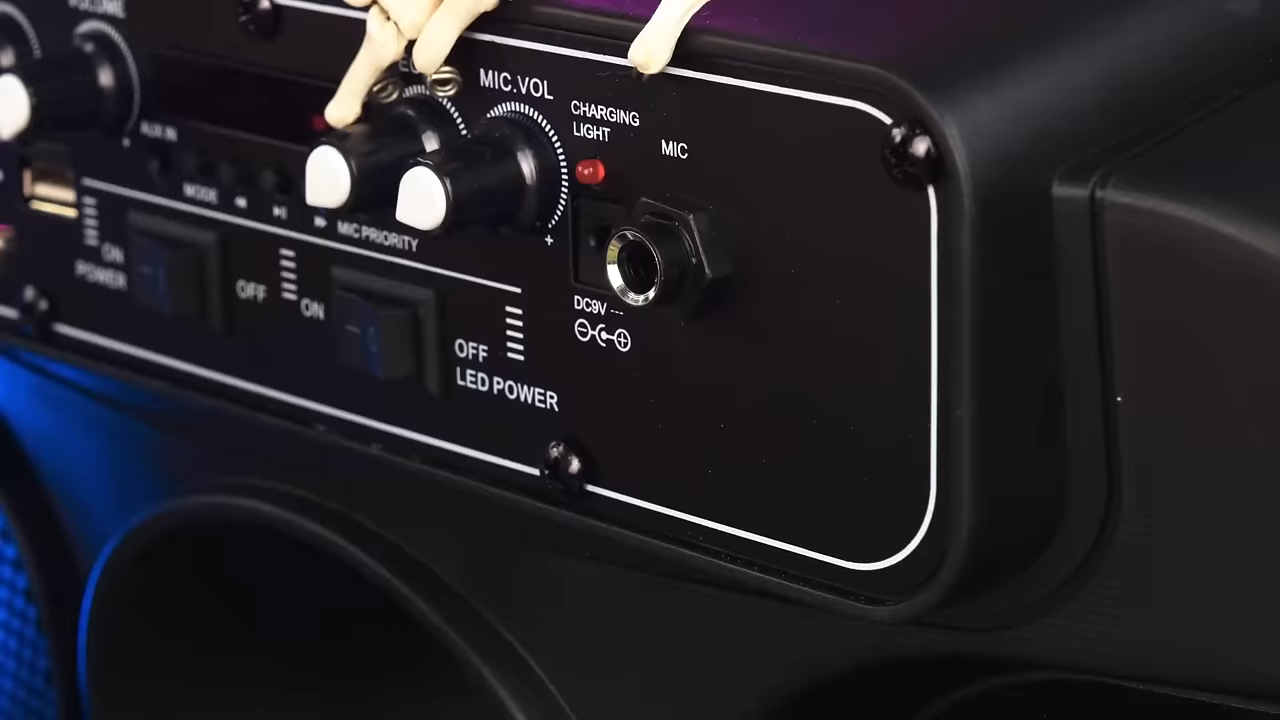 VOLUME
MIC.VOL
CHARGING
LIGHT
MIC
AUX IN
MODE
MIC PRIORITY
ON
POWER
OFF
ON
OFF
LED POWER
DC9V ---